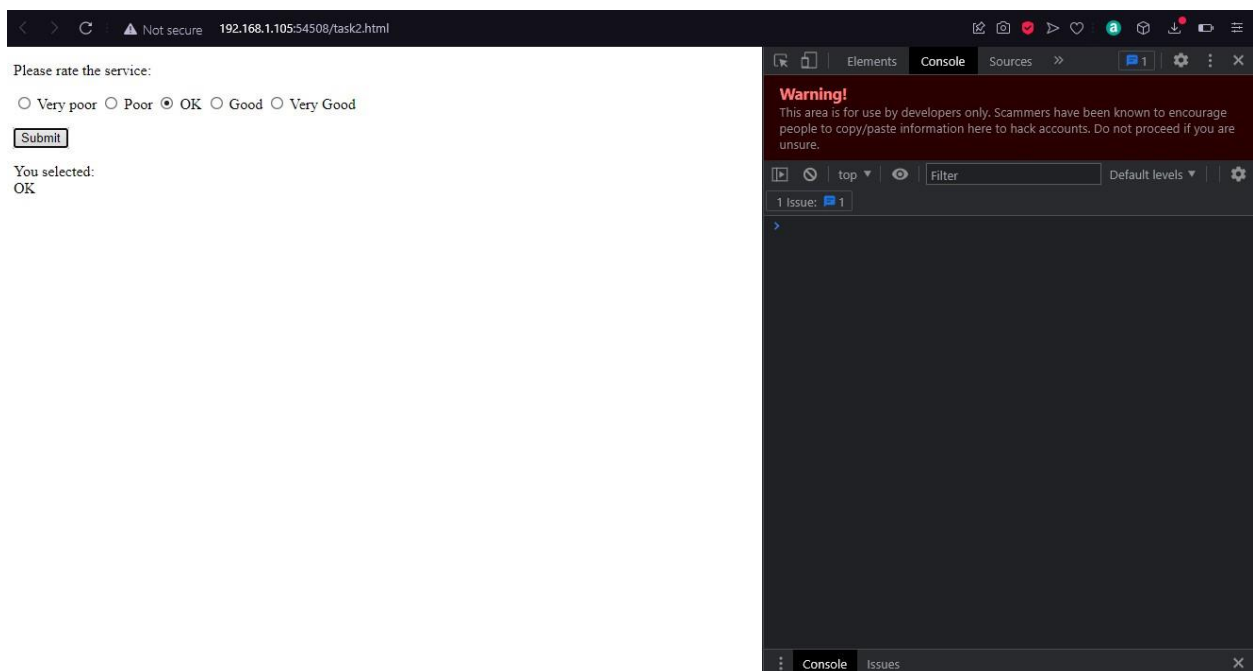 Not secure 192.168.1.105:54508/task2.html
Please rate the service:
Very poor Poor OK Good Very Good
Submit
You selected:
OK
Elements Console Sources » 1
Warning!
This area is for use by developers only. Scammers have been known to encourage
people to copy/paste information here to hack accounts. Do not proceed if you are
unsure.
top Filter Default levels
1 Issue: 1
Console Issues